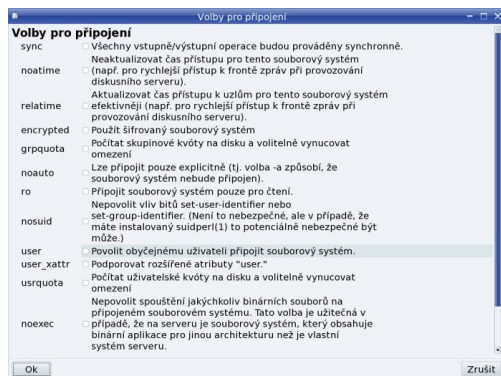 Volby pro připojení
Volby pro připojení
sync Všechny vstupně/výstupní operace budou prováděny synchronně.
noatime Neaktualizovat čas přístupu pro tento souborový systém
(např. pro rychlejší přístup k frontě zpráv při provozování
diskusního serveru).
relatime Aktualizovat čas přístupu k uzlům pro tento souborový systém
efektivněji (např. pro rychlejší přístup k frontě zpráv při
provozování diskusního serveru).
encrypted Použít šifrovaný souborový systém
grpquota Počítat skupinové kvóty na disku a volitelně vynucovat
omezení
noauto Lze připojit pouze explicitně (tj. volba -a způsobí, že
souborový systém nebude připojen).
ro Připojit souborový systém pouze pro čtení.
nosuid Nepovolit vliv bitů set-user-identifier nebo
set-group-identifier. (Není to nebezpečné, ale v případě, že
máte instalovaný suidperl(1) to potenciálně nebezpečné být
může.)
user Povolit obyčejnému uživateli připojit souborový systém.
user_xattr Podporovat rozšířené atributy "user."
usrquota Počítat uživatelské kvóty na disku a volitelně vynucovat
omezení
noexec Nepovolit spouštění jakýchkoliv binárních souborů na
připojeném souborovém systému. Tato volba je užitečná v
případě, že na serveru je souborový systém, který obsahuje
binární aplikace pro jinou architekturu než je vlastní
systém serveru.
Ok
Zrušit